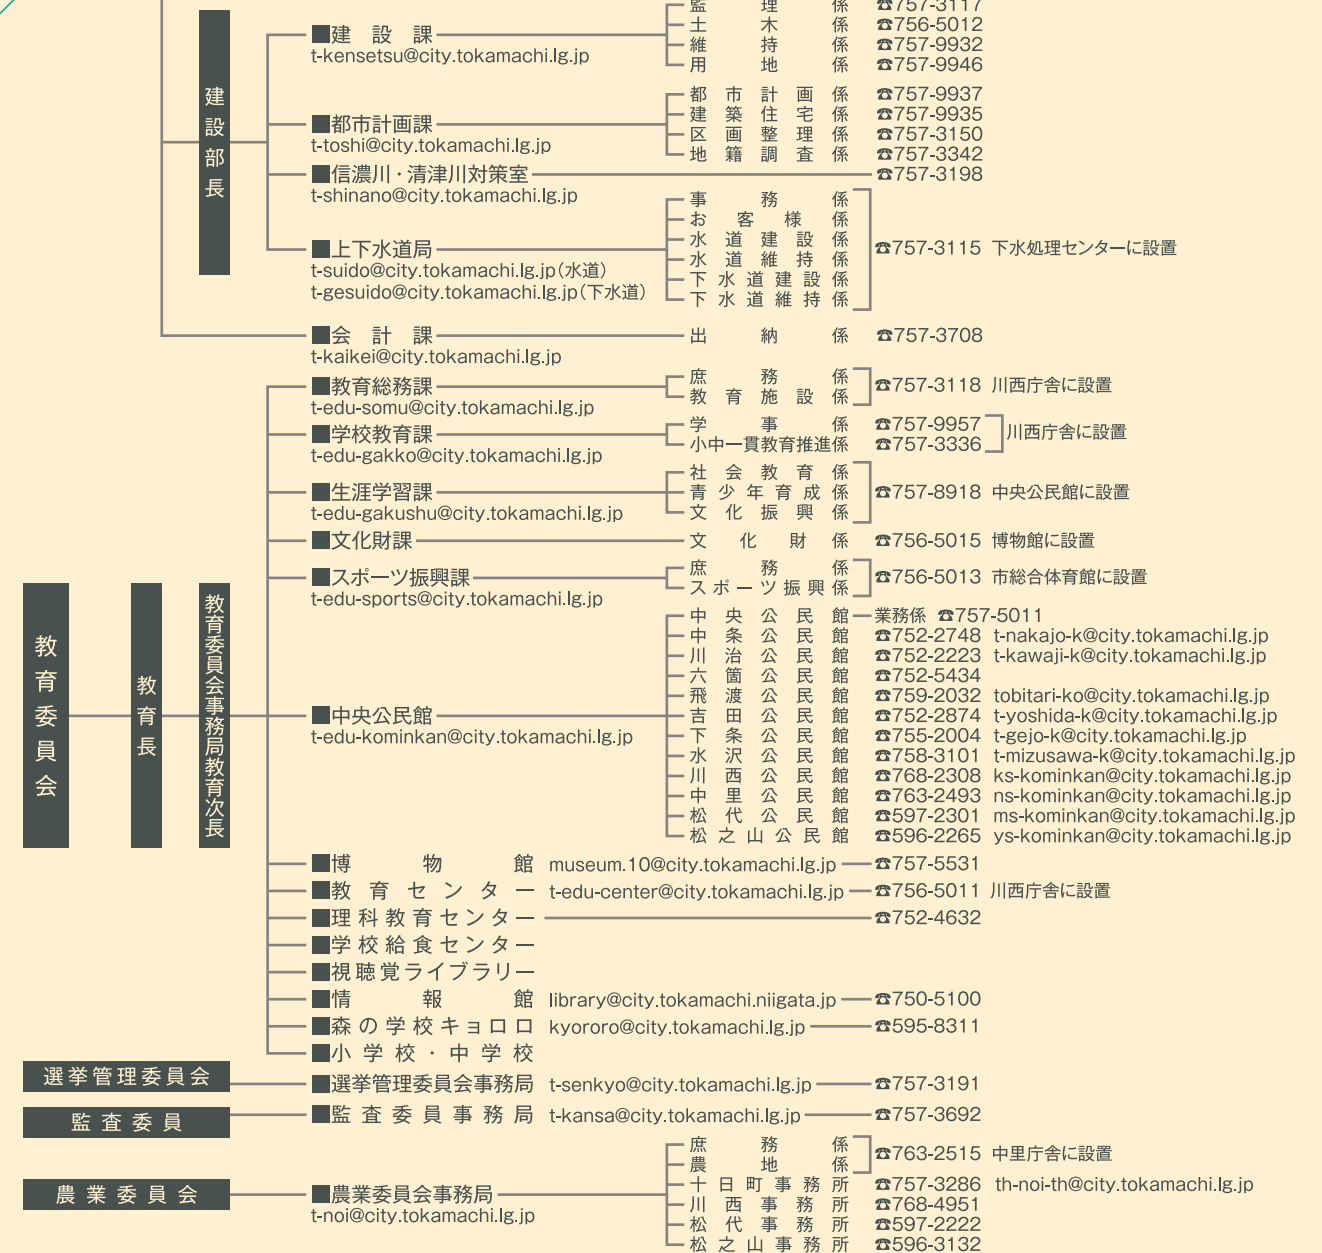 監理係 ☎757-3117
建設部長
■建設課
t-kensetsu@city.tokamachi.lg.jp
土木係 ☎756-5012
維持係 ☎757-9932
用地係 ☎757-9946
■都市計画課
t-toshi@city.tokamachi.lg.jp
都市計画係 ☎757-9937
建築住宅係 ☎757-9935
区画整理係 ☎757-3150
地籍調査係 ☎757-3342
■信濃川・清津川対策室 ☎757-3198
t-shinano@city.tokamachi.lg.jp
■上下水道局
t-suido@city.tokamachi.lg.jp(水道)
t-gesuido@city.tokamachi.lg.jp(下水道)
事務係
お客様係
水道建設係
水道維持係
下水道建設係
下水道維持係
☎757-3115 下水処理センターに設置
■会計課 出納係 ☎757-3708
t-kaikei@city.tokamachi.lg.jp
教育委員会
教育長
教育委員会事務局教育次長
■教育総務課
t-edu-somu@city.tokamachi.lg.jp
庶務係
教育施設係
☎757-3118 川西庁舎に設置
■学校教育課
t-edu-gakko@city.tokamachi.lg.jp
学事係 ☎757-9957
小中一貫教育推進係 ☎757-3336
川西庁舎に設置
■生涯学習課
t-edu-gakushu@city.tokamachi.lg.jp
社会教育係
青少年育成係
文化振興係
☎757-8918 中央公民館に設置
■文化財課 文化財係 ☎756-5015 博物館に設置
■スポーツ振興課
t-edu-sports@city.tokamachi.lg.jp
庶務係
スポーツ振興係
☎756-5013 市総合体育館に設置
■中央公民館
t-edu-kominkan@city.tokamachi.lg.jp
中央公民館 業務係 ☎757-5011
中条公民館 ☎752-2748 t-nakajo-k@city.tokamachi.lg.jp
川治公民館 ☎752-2223 t-kawaji-k@city.tokamachi.lg.jp
六箇公民館 ☎752-5434
飛渡公民館 ☎759-2032 tobitari-ko@city.tokamachi.lg.jp
吉田公民館 ☎752-2874 t-yoshida-k@city.tokamachi.lg.jp
下条公民館 ☎755-2004 t-gejo-k@city.tokamachi.lg.jp
水沢公民館 ☎758-3101 t-mizusawa-k@city.tokamachi.lg.jp
川西公民館 ☎768-2308 ks-kominkan@city.tokamachi.lg.jp
中里公民館 ☎763-2493 ns-kominkan@city.tokamachi.lg.jp
松代公民館 ☎597-2301 ms-kominkan@city.tokamachi.lg.jp
松之山公民館 ☎596-2265 ys-kominkan@city.tokamachi.lg.jp
■博物館 museum.10@city.tokamachi.lg.jp ☎757-5531
■教育センター t-edu-center@city.tokamachi.lg.jp ☎756-5011 川西庁舎に設置
■理科教育センター ☎752-4632
■学校給食センター
■視聴覚ライブラリー
■情報館 library@city.tokamachi.niigata.jp ☎750-5100
■森の学校キョロロ kyororo@city.tokamachi.lg.jp ☎595-8311
■小学校・中学校
選挙管理委員会 ■選挙管理委員会事務局 t-senkyo@city.tokamachi.lg.jp ☎757-3191
監査委員 ■監査委員事務局 t-kansa@city.tokamachi.lg.jp ☎757-3692
農業委員会 ■農業委員会事務局
t-noi@city.tokamachi.lg.jp
庶務係
農地係
☎763-2515 中里庁舎に設置
十日町事務所 ☎757-3286 th-noi-th@city.tokamachi.lg.jp
川西事務所 ☎768-4951
松代事務所 ☎597-2222
松之山事務所 ☎596-3132